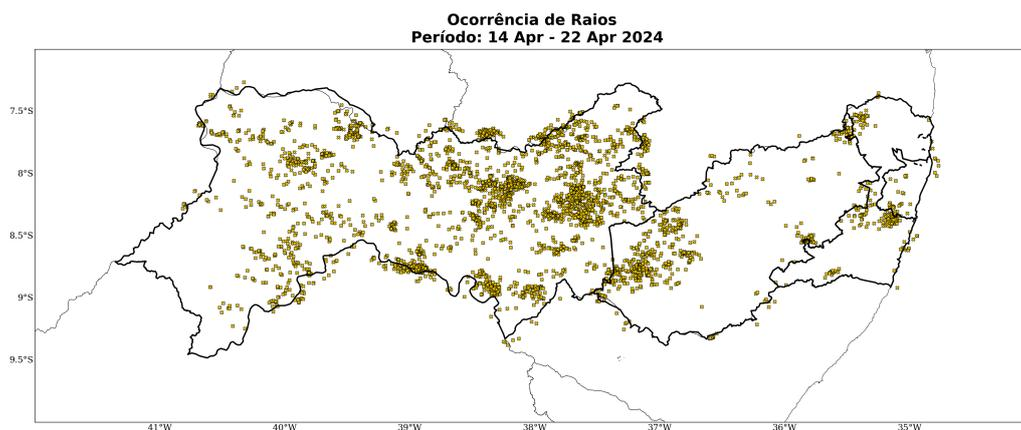 Ocorrência de Raios
Período: 14 Apr - 22 Apr 2024
7.5°S
8°S
8.5°S
9°S
9.5°S
41°W
40°W
39°W
38°W
37°W
36°W
35°W